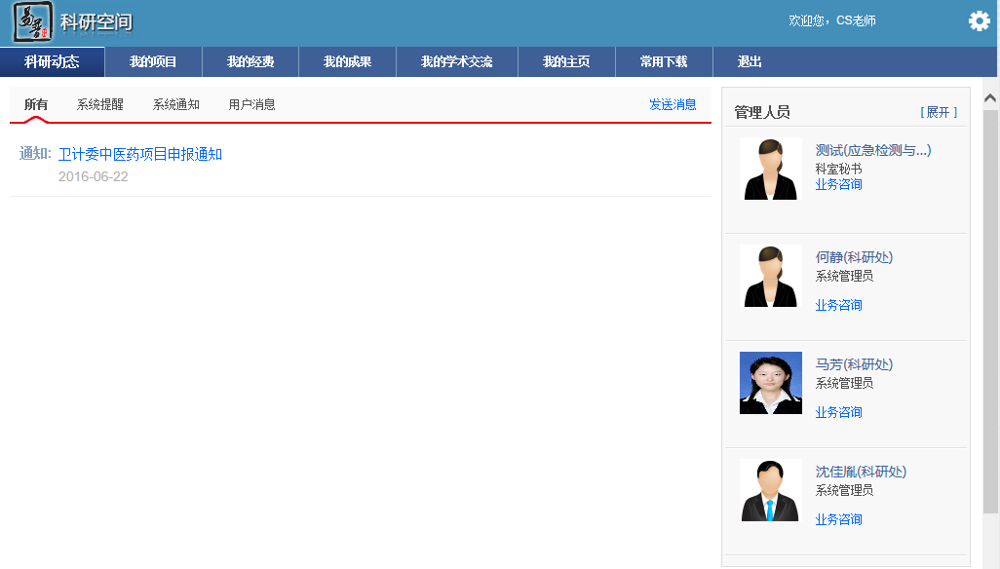 易普
科研空间
欢迎您，CS老师
科研动态 我的项目 我的经费 我的成果 我的学术交流 我的主页 常用下载 退出
所有 系统提醒 系统通知 用户消息 发送消息
通知: 卫计委中医药项目申报通知
2016-06-22
管理人员 [ 展开 ]
测试(应急检测与...)
科室秘书
业务咨询
何静(科研处)
系统管理员
业务咨询
马芳(科研处)
系统管理员
业务咨询
沈佳胤(科研处)
系统管理员
业务咨询